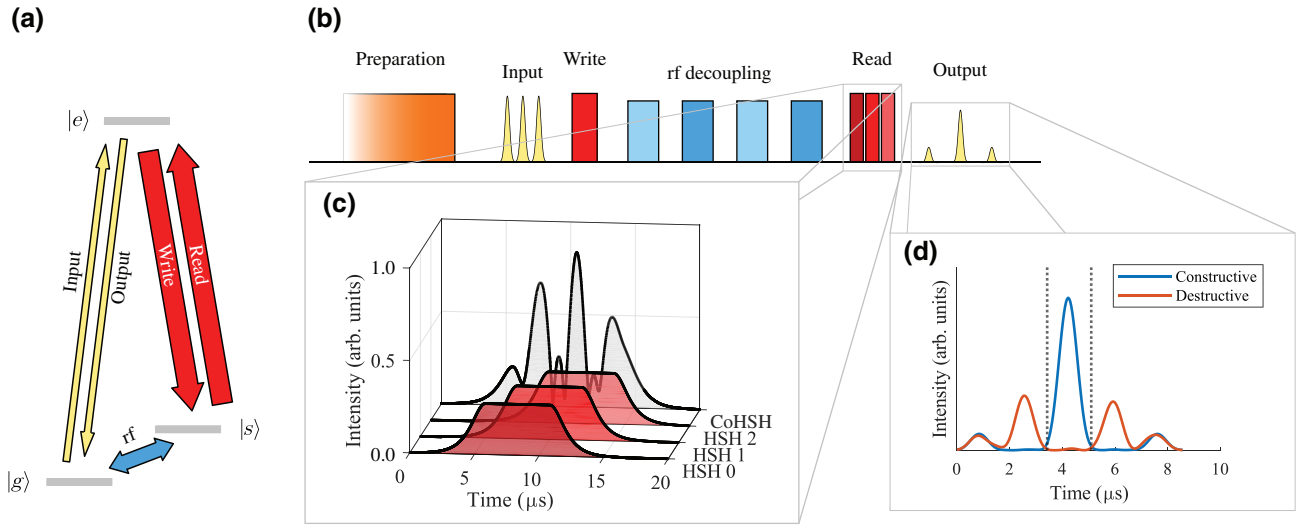 (a)
|e⟩
Input
Output
Write
Read
rf
|s⟩
|g⟩
(b)
Preparation
Input
Write
rf decoupling
Read
Output
(c)
Intensity (arb. units)
1.0
0.5
0.0
0
5
10
15
20
Time (μs)
CoHSH
HSH 2
HSH 1
HSH 0
(d)
Intensity (arb. units)
Constructive
Destructive
0
2
4
6
8
10
Time (μs)